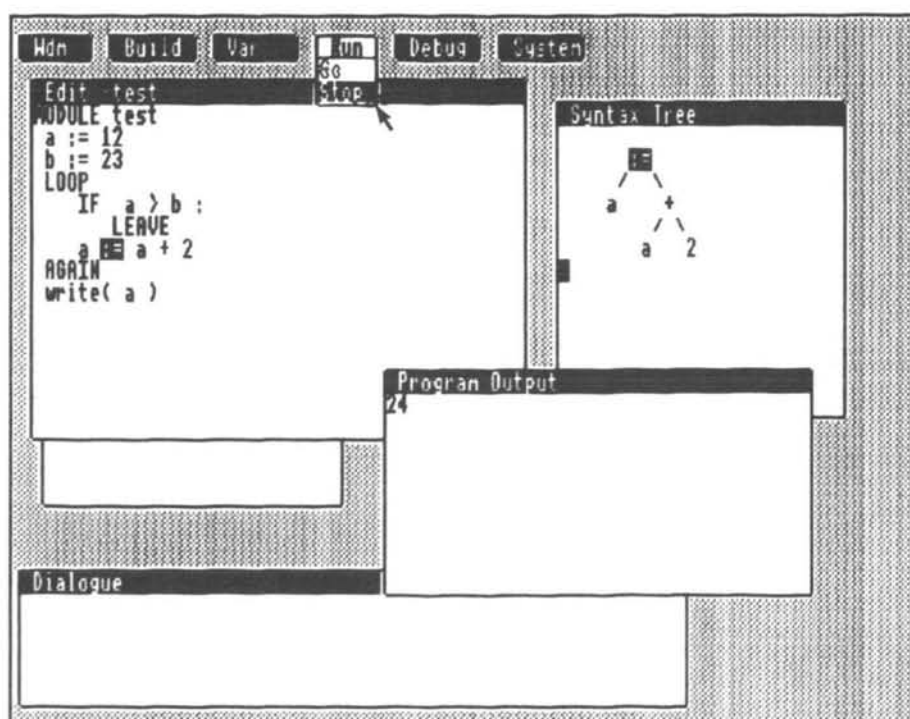 Wdm Build Var Run Debug System
Go
Stop
Edit -test
MODULE test
a := 12
b := 23
LOOP
IF a > b :
LEAVE
a := a + 2
AGAIN
write( a )
Syntax Tree
:=
a +
a 2
Program Output
24
Dialogue